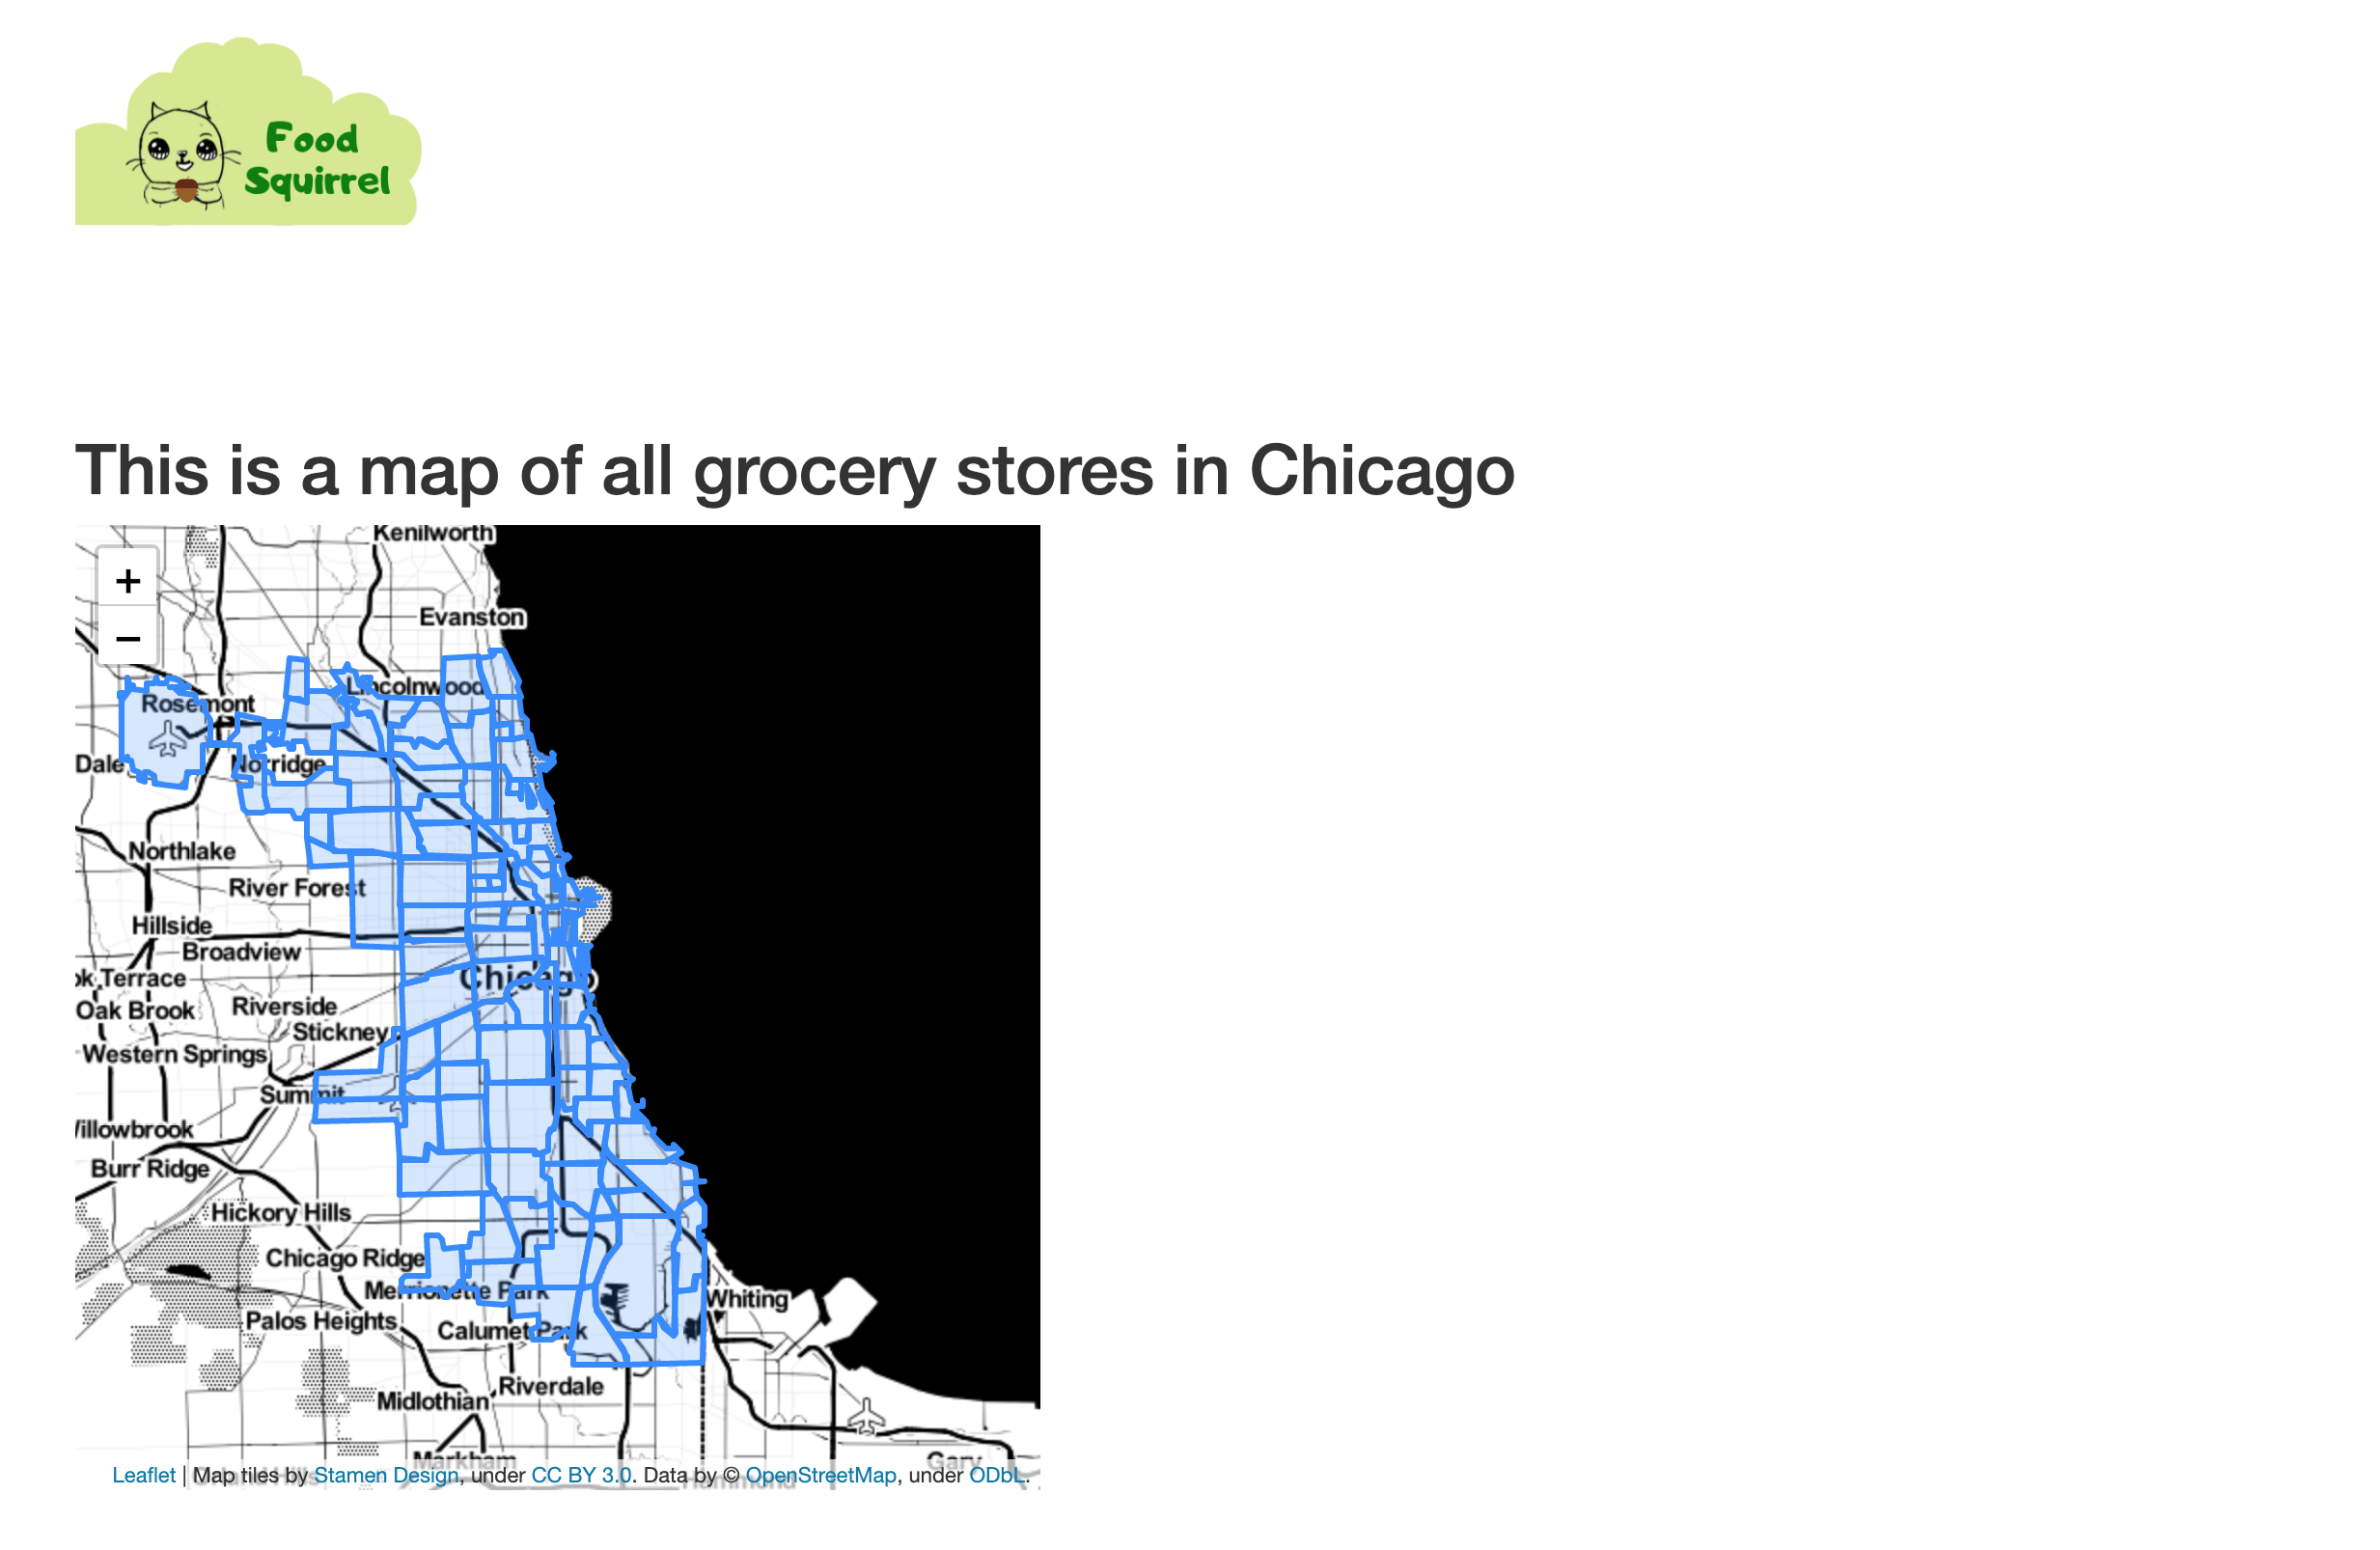 Food
Squirrel
This is a map of all grocery stores in Chicago
Kenilworth
+
Evanston
−
Lincolnwood
Rosemont
Dale
Norridge
Northlake
River Forest
Hillside
Broadview
Chicago
ok Terrace
Oak Brook
Riverside
Stickney
Western Springs
Summit
Willowbrook
Burr Ridge
Hickory Hills
Chicago Ridge
Merrionette Park
Whiting
Palos Heights
Calumet Park
Riverdale
Midlothian
Markham
Gary
Leaflet | Map tiles by Stamen Design, under CC BY 3.0. Data by © OpenStreetMap, under ODbL.
Hammond